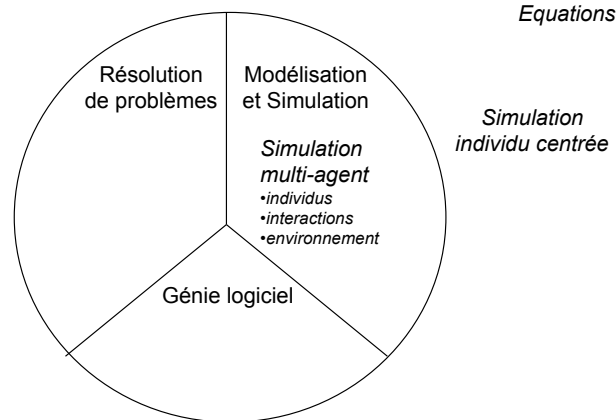 Equations
Résolution
de problèmes
Modélisation
et Simulation
Simulation
individu centrée
Simulation
multi-agent
•individus
•interactions
•environnement
Génie logiciel